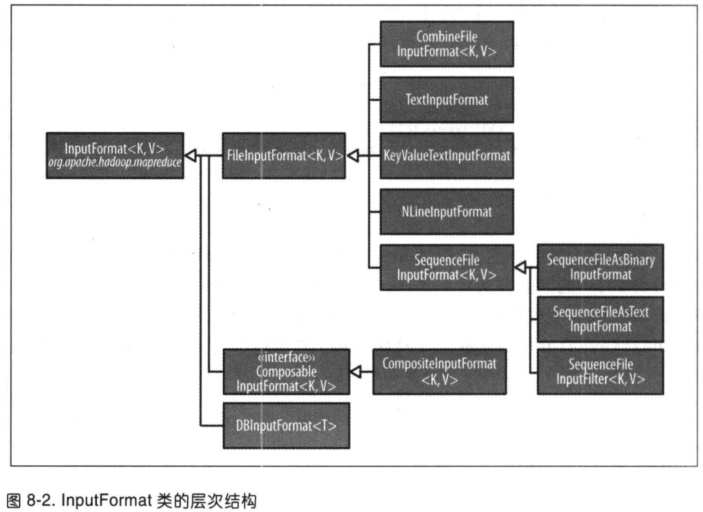 CombineFile
InputFormat<K, V>
TextInputFormat
InputFormat<K, V>
org.apache.hadoop.mapreduce
FileInputFormat<K, V>
KeyValueTextInputFormat
NLineInputFormat
SequenceFile
InputFormat<K, V>
SequenceFileAsBinary
InputFormat
SequenceFileAsText
InputFormat
SequenceFile
InputFilter<K, V>
«interface»
Composable
InputFormat<K, V>
CompositeInputFormat
<K, V>
DBInputFormat<T>
图 8-2. InputFormat 类的层次结构